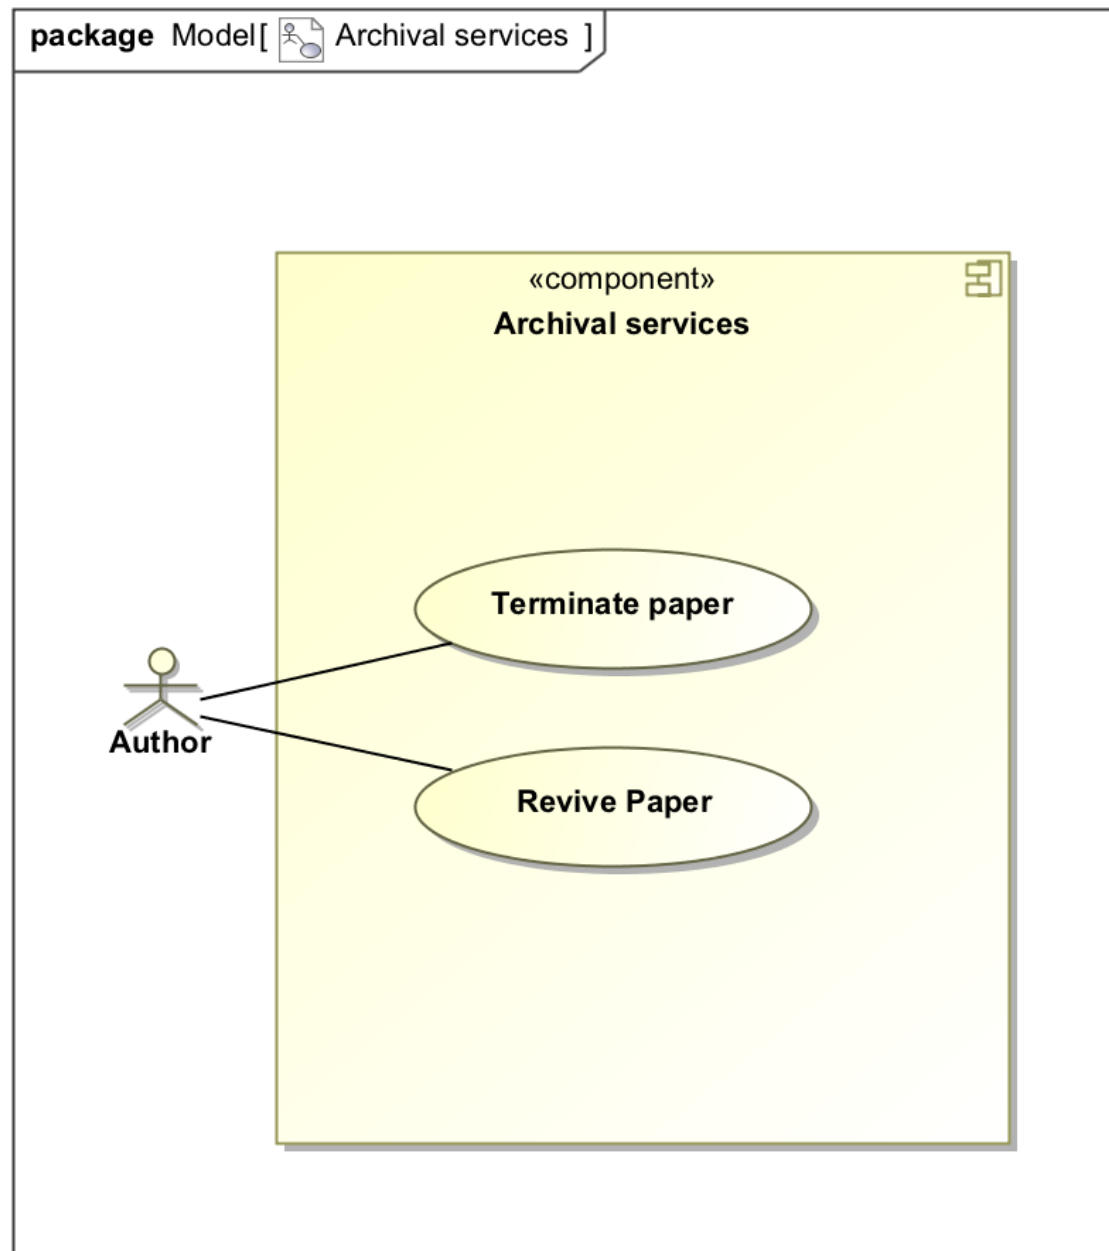 package Model[ Archival services ]
«component»
Archival services
Terminate paper
Author
Revive Paper